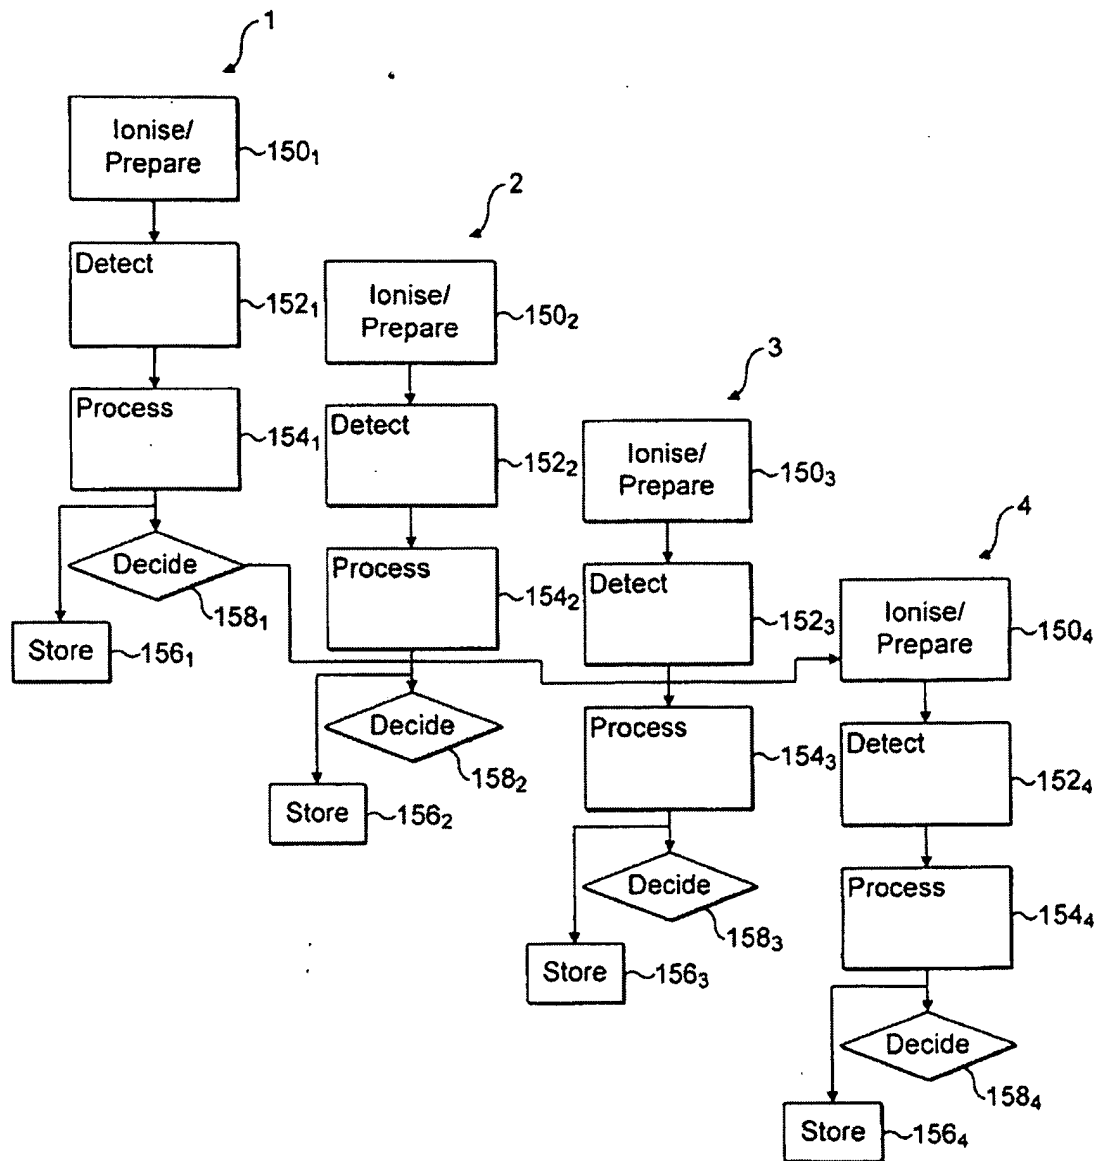 1
Ionise/
Prepare
150₁
Detect
152₁
Process
154₁
Decide
158₁
Store
156₁
2
Ionise/
Prepare
150₂
Detect
152₂
Process
154₂
Decide
158₂
Store
156₂
3
Ionise/
Prepare
150₃
Detect
152₃
Process
154₃
Decide
158₃
Store
156₃
4
Ionise/
Prepare
150₄
Detect
152₄
Process
154₄
Decide
158₄
Store
156₄